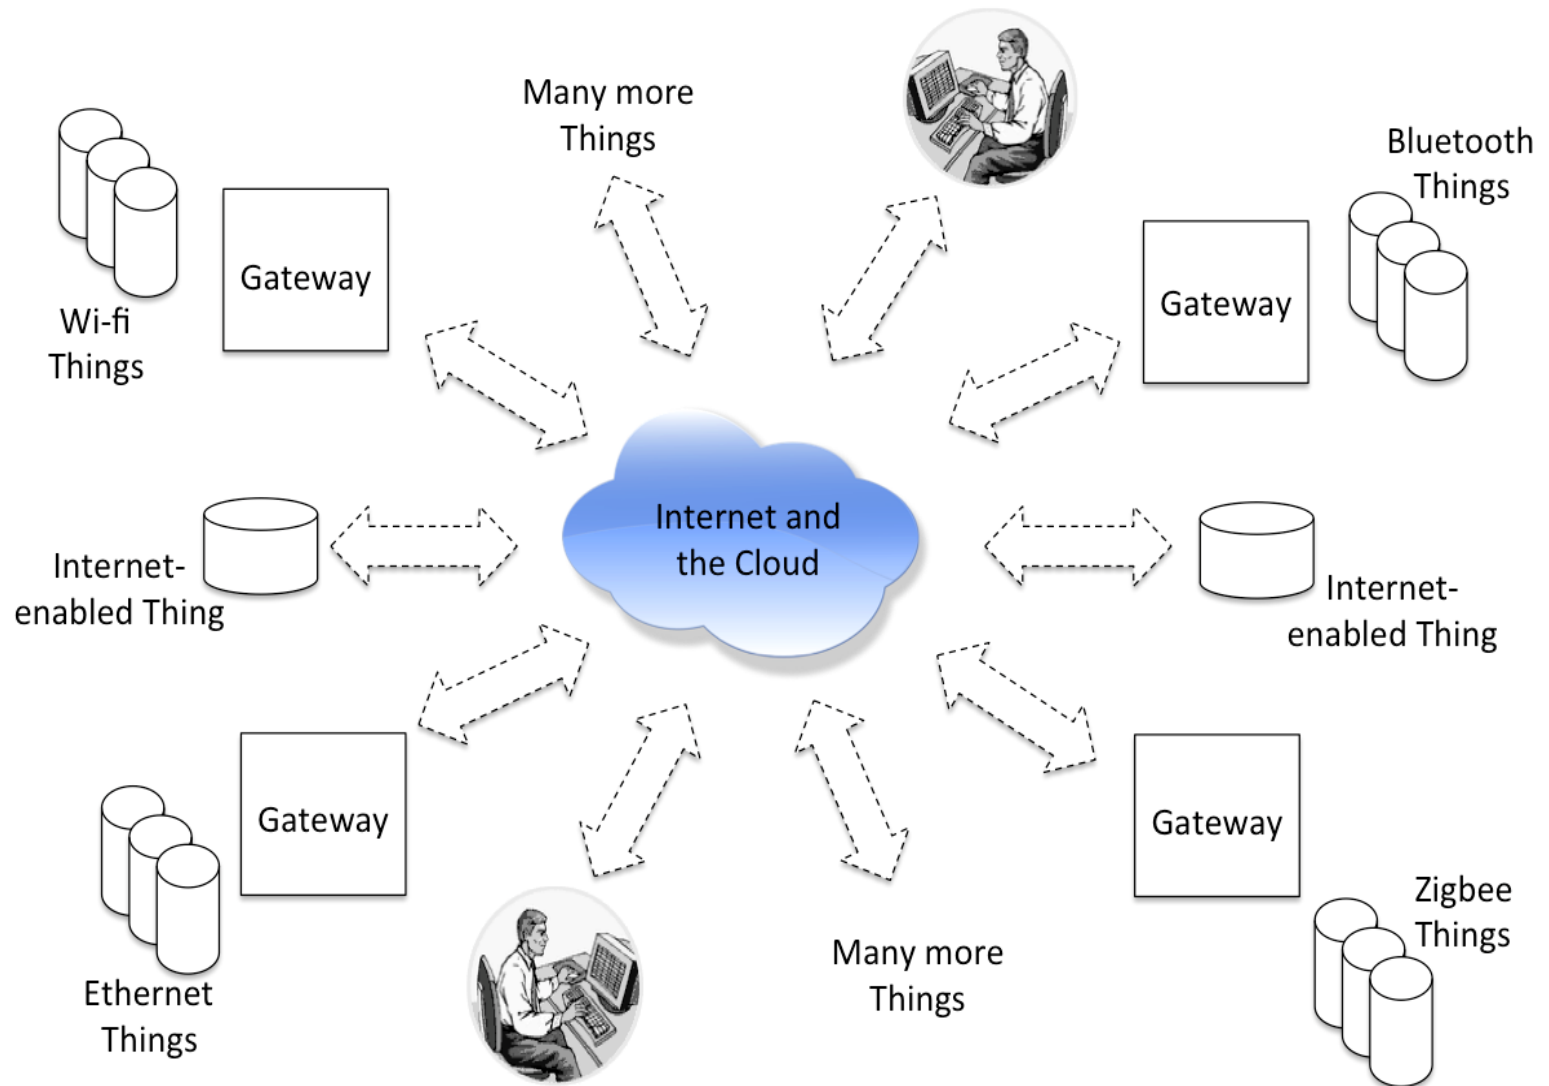 Many more
Things
Bluetooth
Things
Gateway
Gateway
Wi-fi
Things
Internet and
the Cloud
Internet-
enabled Thing
Internet-
enabled Thing
Gateway
Gateway
Zigbee
Things
Many more
Things
Ethernet
Things